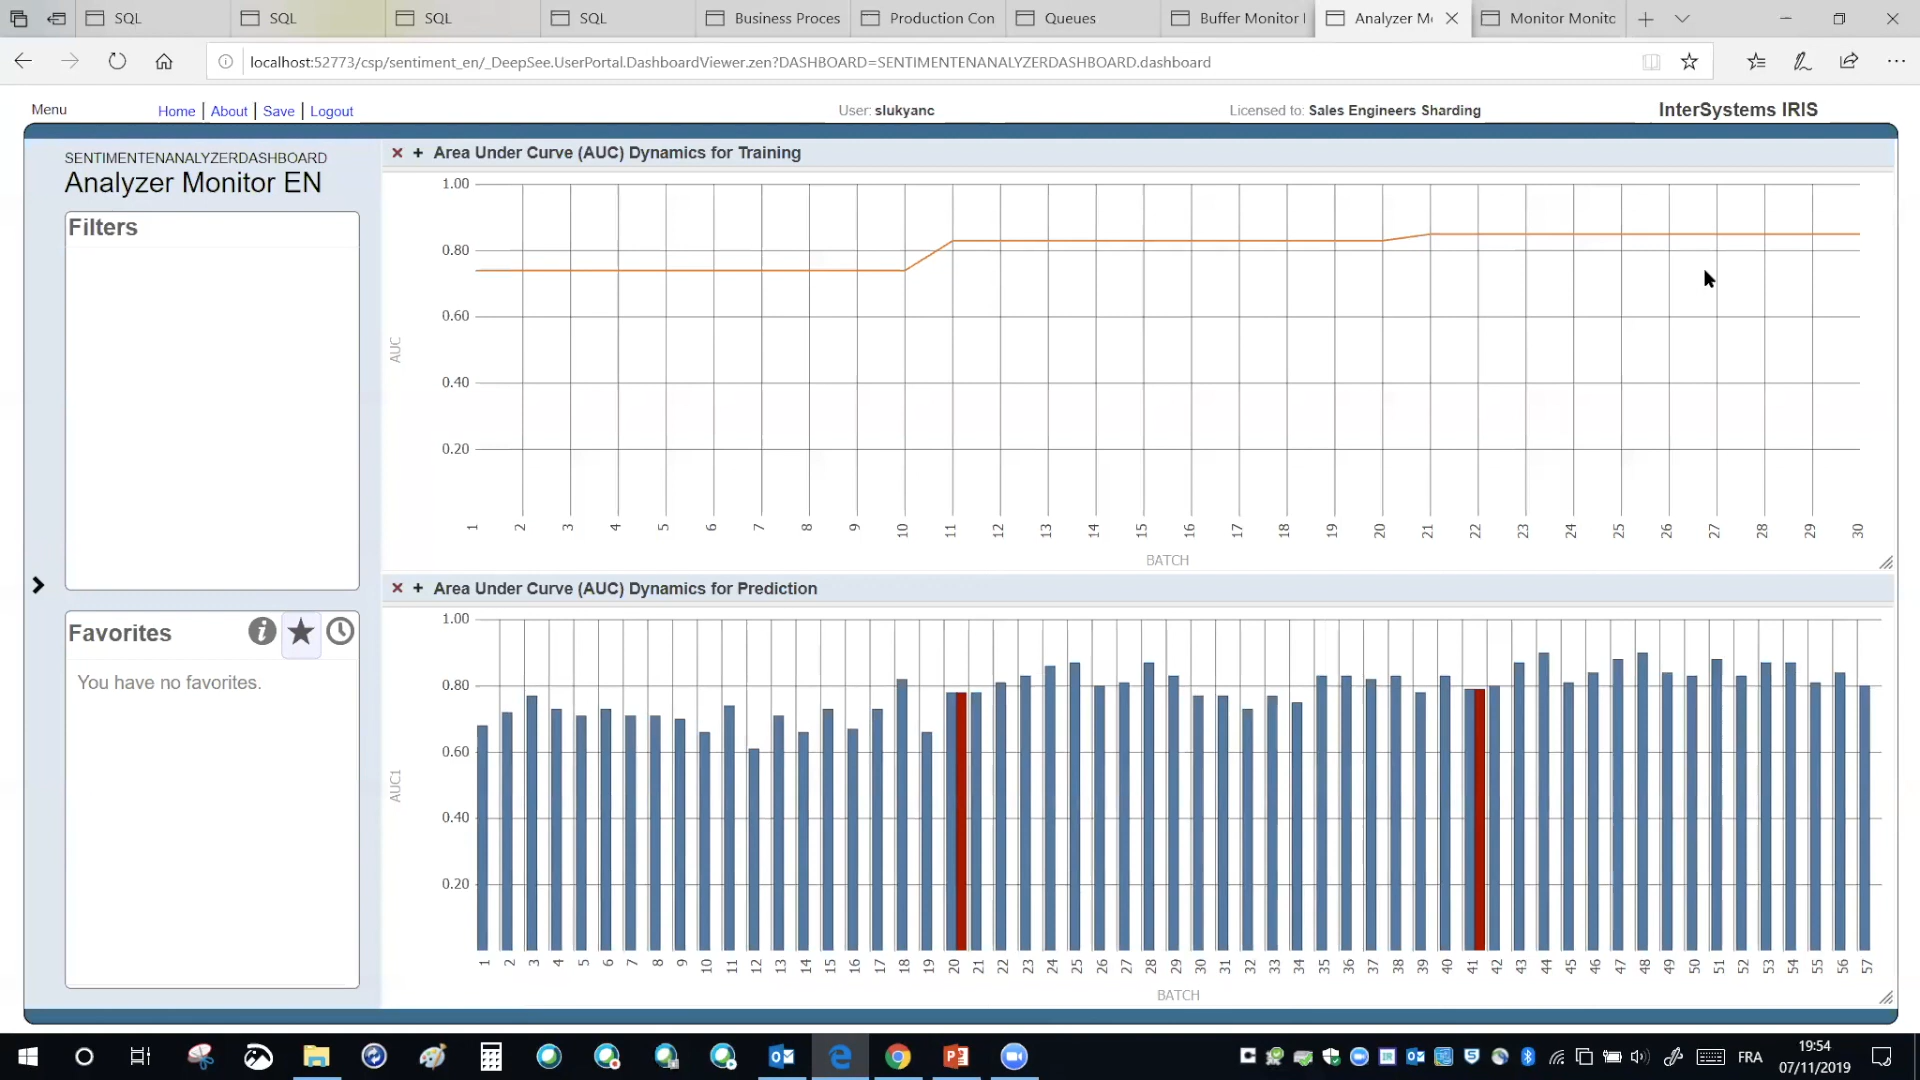 SQL SQL SQL SQL Business Proces Production Con Queues Buffer Monitor Analyzer Mo Monitor Monito
localhost:52773/csp/sentiment_en/_DeepSee.UserPortal.DashboardViewer.zen?DASHBOARD=SENTIMENTENANALYZERDASHBOARD.dashboard
Menu Home | About | Save | Logout User: slukyanc Licensed to: Sales Engineers Sharding InterSystems IRIS
SENTIMENTENANALYZERDASHBOARD
Analyzer Monitor EN
Filters
Favorites
You have no favorites.
Area Under Curve (AUC) Dynamics for Training
1.00
0.80
0.60
0.40
0.20
AUC
1 2 3 4 5 6 7 8 9 10 11 12 13 14 15 16 17 18 19 20 21 22 23 24 25 26 27 28 29 30
BATCH
Area Under Curve (AUC) Dynamics for Prediction
1.00
0.80
0.60
0.40
0.20
AUC1
1 2 3 4 5 6 7 8 9 10 11 12 13 14 15 16 17 18 19 20 21 22 23 24 25 26 27 28 29 30 31 32 33 34 35 36 37 38 39 40 41 42 43 44 45 46 47 48 49 50 51 52 53 54 55 56 57
BATCH
FRA
19:54
07/11/2019